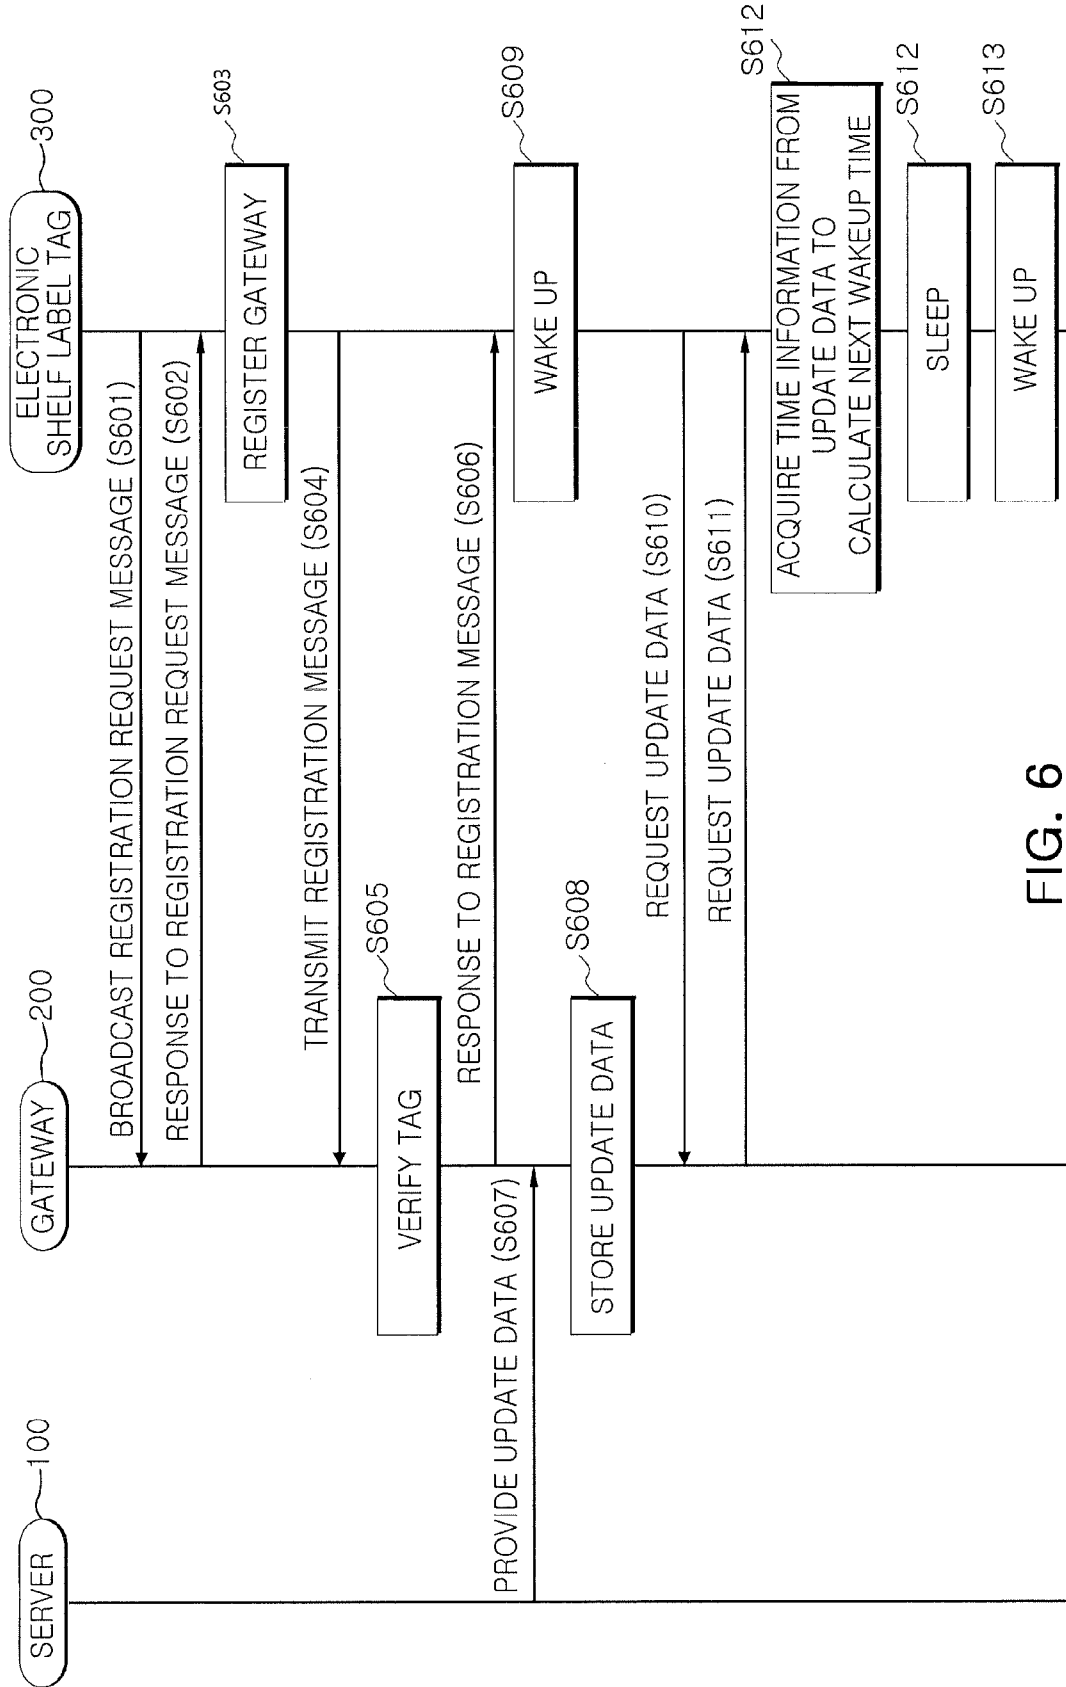 SERVER
100
GATEWAY
200
ELECTRONIC
SHELF LABEL TAG
300
BROADCAST REGISTRATION REQUEST MESSAGE (S601)
RESPONSE TO REGISTRATION REQUEST MESSAGE (S602)
S603
REGISTER GATEWAY
TRANSMIT REGISTRATION MESSAGE (S604)
S605
VERIFY TAG
RESPONSE TO REGISTRATION MESSAGE (S606)
PROVIDE UPDATE DATA (S607)
S609
WAKE UP
S608
STORE UPDATE DATA
REQUEST UPDATE DATA (S610)
REQUEST UPDATE DATA (S611)
S612
ACQUIRE TIME INFORMATION FROM
UPDATE DATA TO
CALCULATE NEXT WAKEUP TIME
S612
SLEEP
S613
WAKE UP
FIG. 6